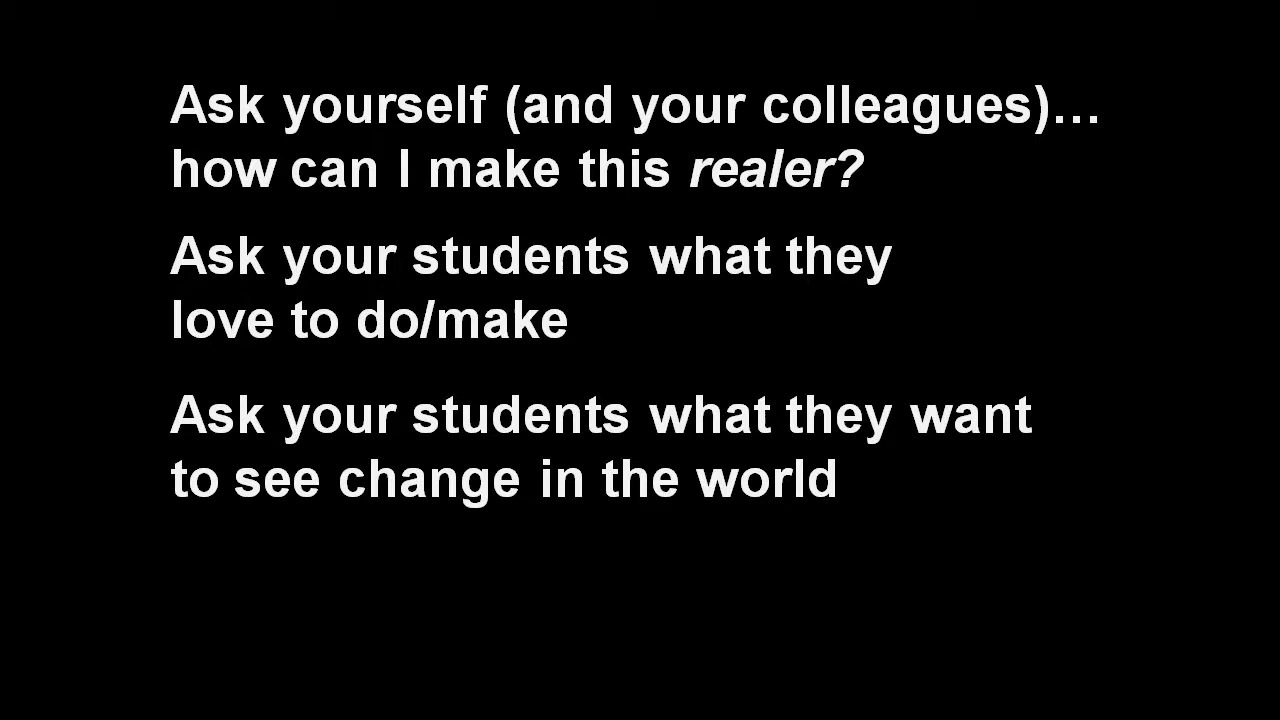 Ask yourself (and your colleagues)…
how can I make this realer?
Ask your students what they
love to do/make
Ask your students what they want
to see change in the world